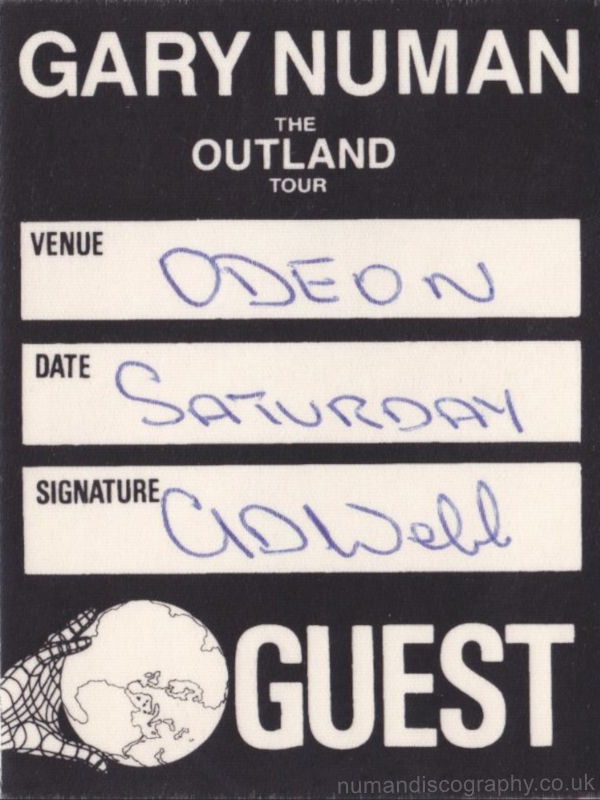 GARY NUMAN
THE
OUTLAND
TOUR
VENUE
ODEON
DATE
SATURDAY
SIGNATURE
GUEST
numandiscography.co.uk